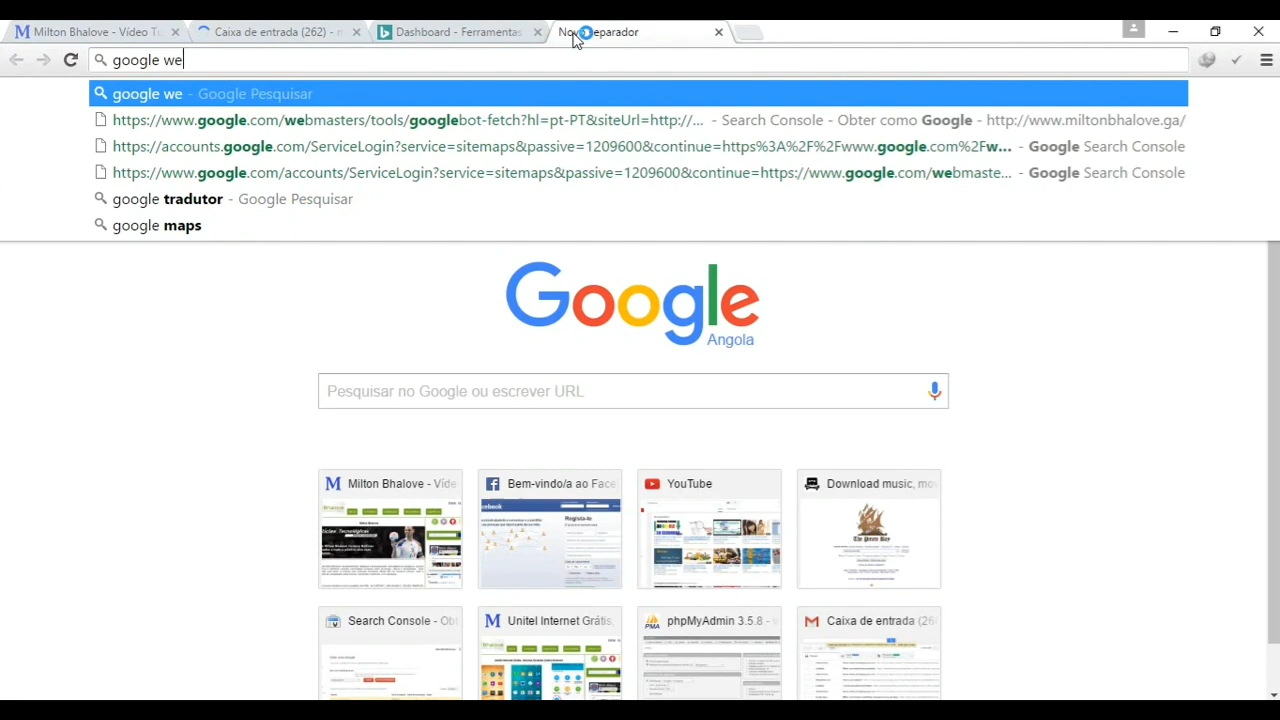 Milton Bhalove - Vídeo Tu
Caixa de entrada (262) - m
Dashboard - Ferramentas
Novo separador
google we
google we - Google Pesquisar
https://www.google.com/webmasters/tools/googlebot-fetch?hl=pt-PT&siteUrl=http://... - Search Console - Obter como Google - http://www.miltonbhalove.ga/
https://accounts.google.com/ServiceLogin?service=sitemaps&passive=1209600&continue=https%3A%2F%2Fwww.google.com%2Fw... - Google Search Console
https://www.google.com/accounts/ServiceLogin?service=sitemaps&passive=1209600&continue=https://www.google.com/webmaste... - Google Search Console
google tradutor - Google Pesquisar
google maps
Google
Angola
Pesquisar no Google ou escrever URL
Milton Bhalove - Víde
Bem-vindo/a ao Face
YouTube
Download music, mo
The Pirate Bay
Search Console - Ob
Unitel Internet Grátis,
phpMyAdmin 3.5.8 -
Caixa de entrada (26